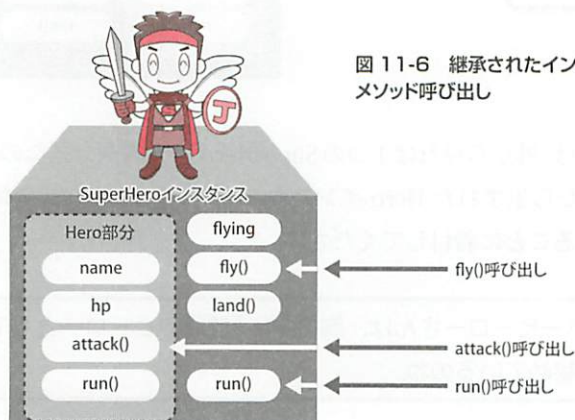 図 11-6 継承されたイン
メソッド呼び出し
J
SuperHeroインスタンス
Hero部分
flying
name
fly()
fly()呼び出し
hp
land()
attack()
attack()呼び出し
run()
run()
run()呼び出し